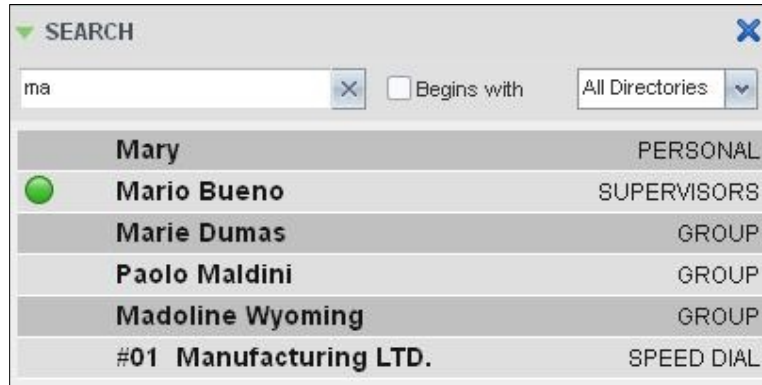 SEARCH
ma Begins with All Directories
Mary PERSONAL
Mario Bueno SUPERVISORS
Marie Dumas GROUP
Paolo Maldini GROUP
Madoline Wyoming GROUP
#01 Manufacturing LTD. SPEED DIAL